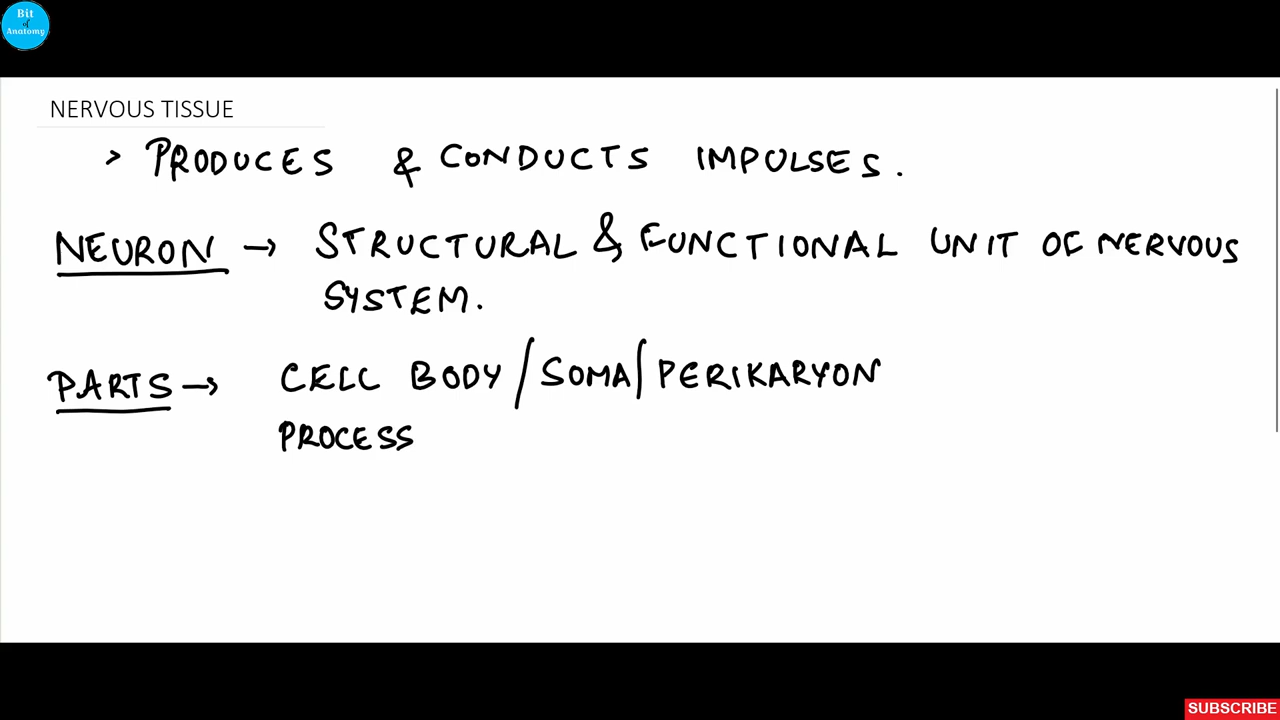 Bit
of
Anatomy
NERVOUS TISSUE
> PRODUCES & CONDUCTS IMPULSES.
NEURON → STRUCTURAL & FUNCTIONAL UNIT OF NERVOUS
SYSTEM.
PARTS → CELL BODY / SOMA / PERIKARYON
PROCESS
SUBSCRIBE